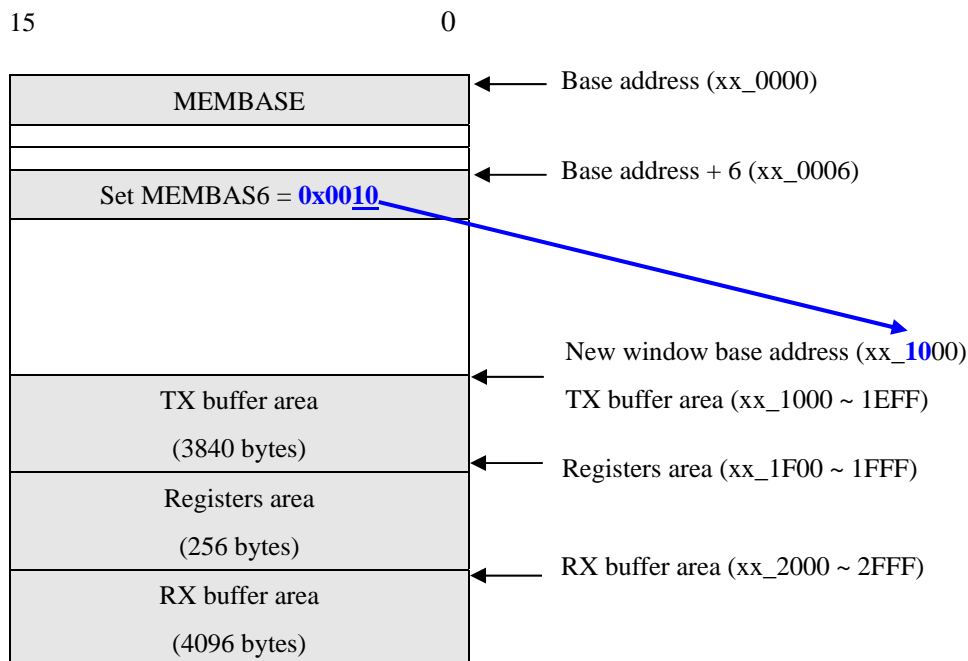 15 0
MEMBASE
Base address (xx_0000)
Base address + 6 (xx_0006)
Set MEMBAS6 = 0x0010
New window base address (xx_1000)
TX buffer area
TX buffer area (xx_1000 ~ 1EFF)
(3840 bytes)
Registers area (xx_1F00 ~ 1FFF)
Registers area
(256 bytes)
RX buffer area (xx_2000 ~ 2FFF)
RX buffer area
(4096 bytes)